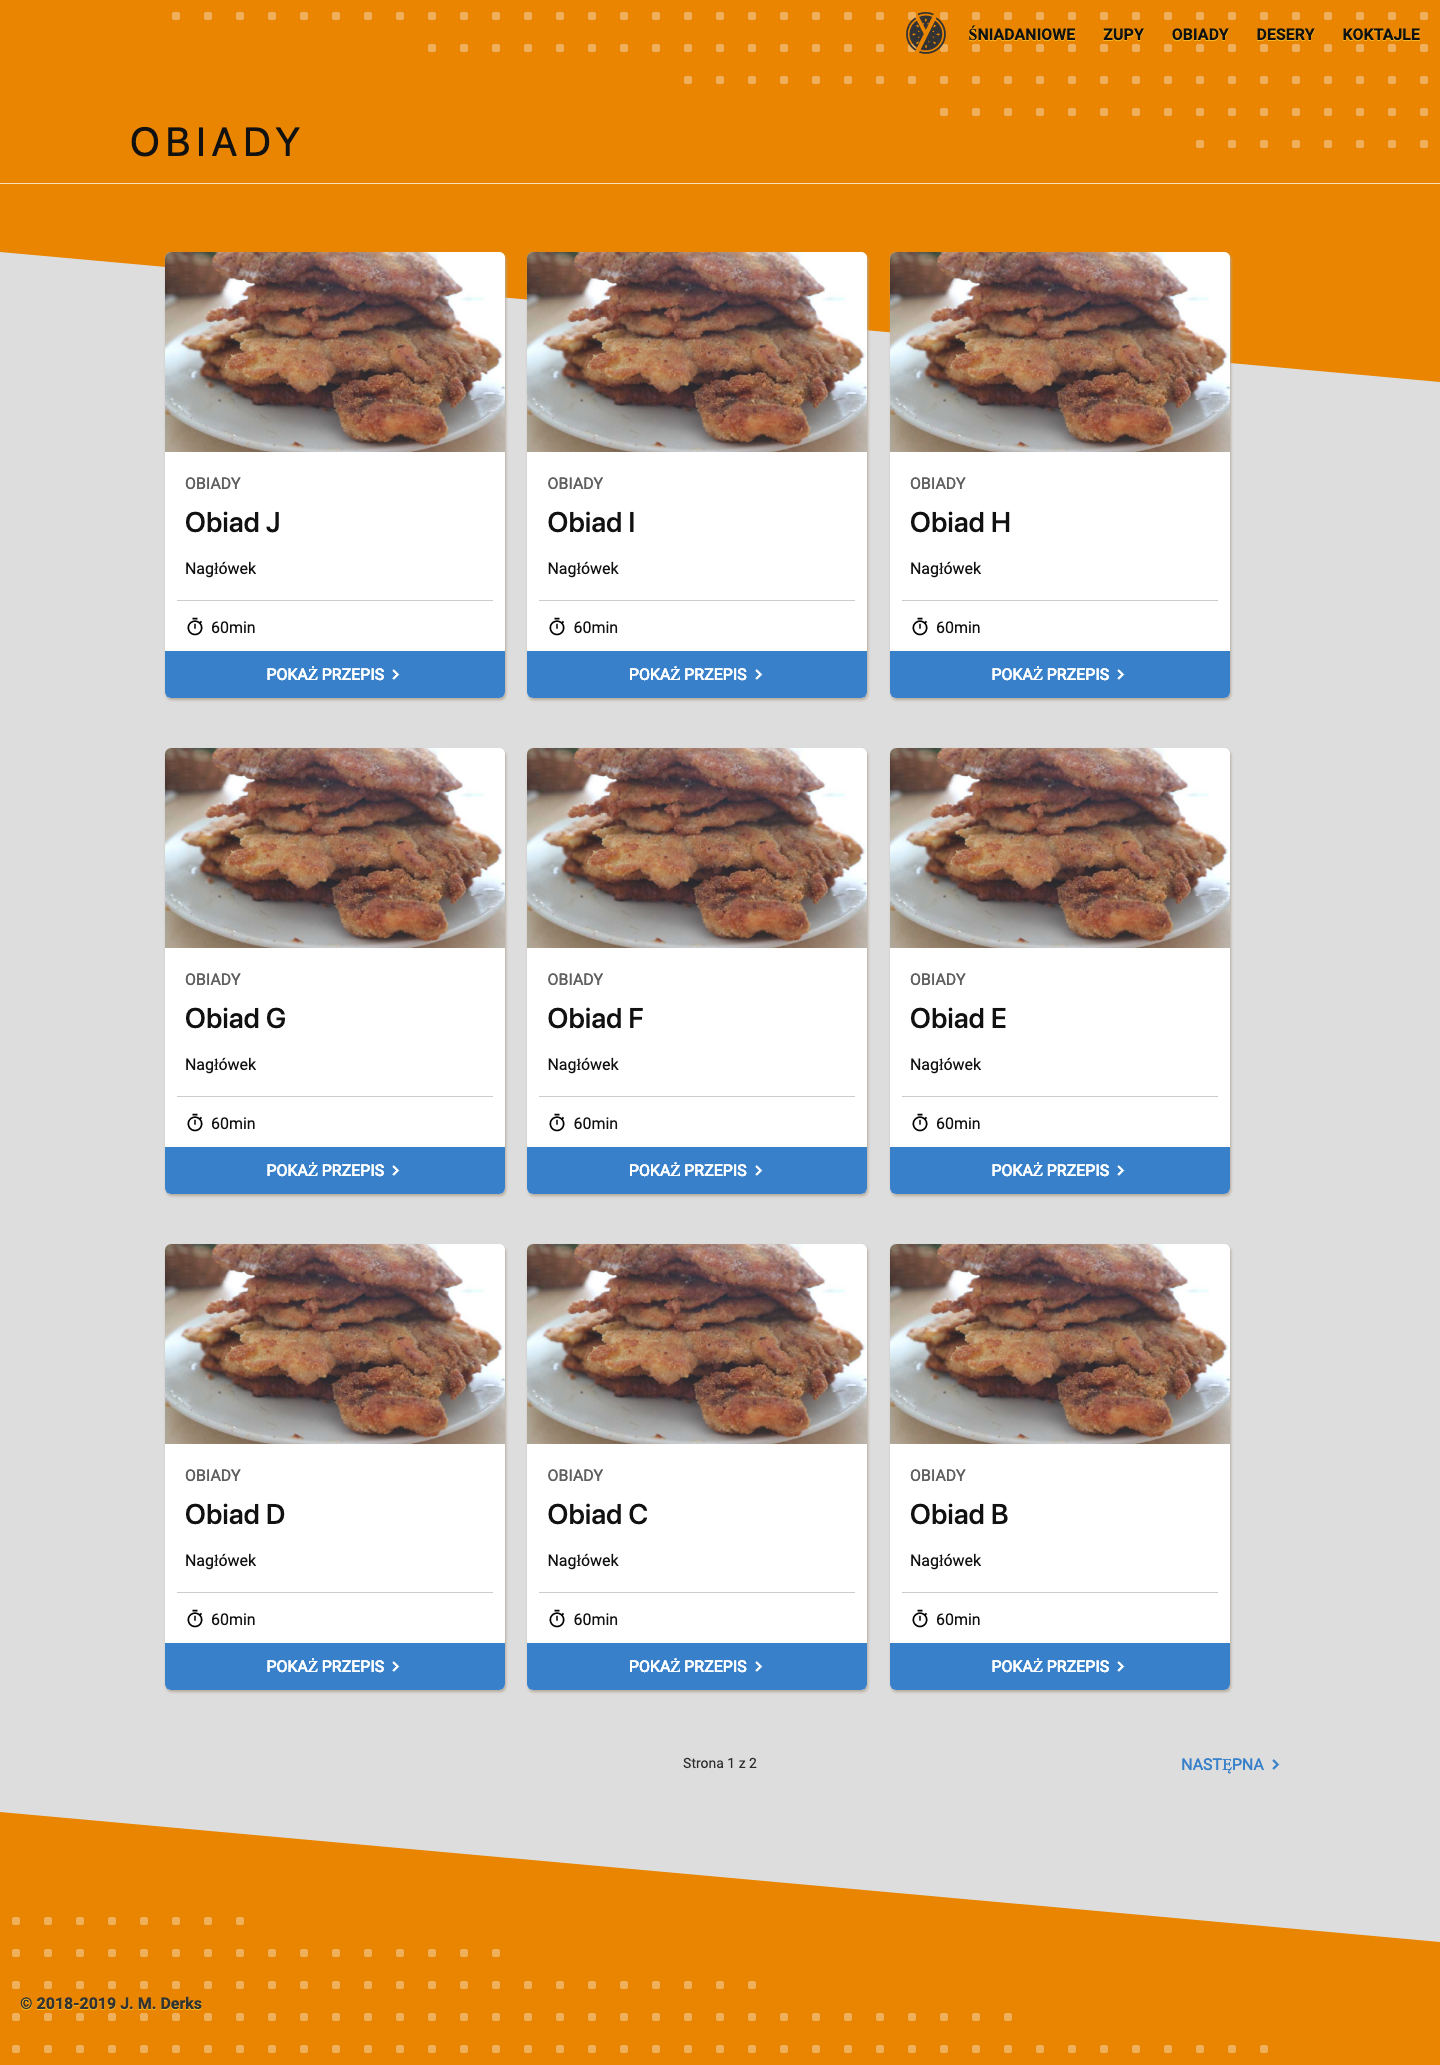 ŚNIADANIOWE ZUPY OBIADY DESERY KOKTAJLE
OBIADY
OBIADY
Obiad J
Nagłówek
60min
POKAŻ PRZEPIS
OBIADY
Obiad I
Nagłówek
60min
POKAŻ PRZEPIS
OBIADY
Obiad H
Nagłówek
60min
POKAŻ PRZEPIS
OBIADY
Obiad G
Nagłówek
60min
POKAŻ PRZEPIS
OBIADY
Obiad F
Nagłówek
60min
POKAŻ PRZEPIS
OBIADY
Obiad E
Nagłówek
60min
POKAŻ PRZEPIS
OBIADY
Obiad D
Nagłówek
60min
POKAŻ PRZEPIS
OBIADY
Obiad C
Nagłówek
60min
POKAŻ PRZEPIS
OBIADY
Obiad B
Nagłówek
60min
POKAŻ PRZEPIS
Strona 1 z 2
NASTĘPNA
© 2018-2019 J. M. Derks